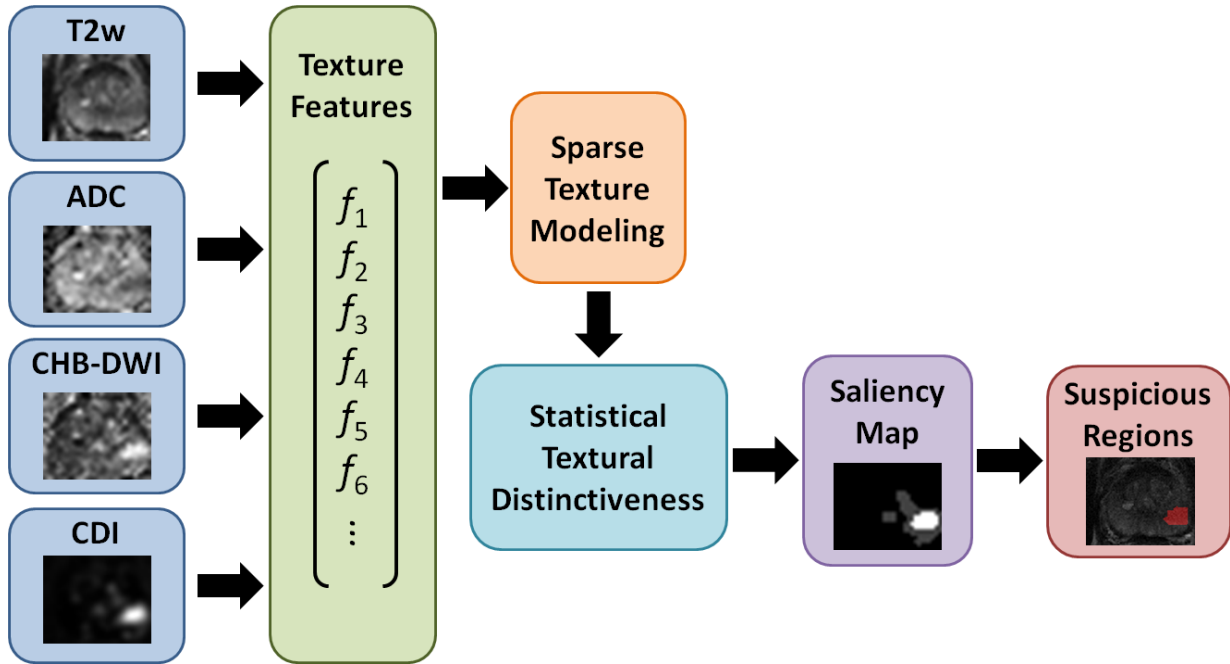 T2w
ADC
CHB-DWI
CDI
Texture
Features
f1
f2
f3
f4
f5
f6
⋮
Sparse
Texture
Modeling
Statistical
Textural
Distinctiveness
Saliency
Map
Suspicious
Regions